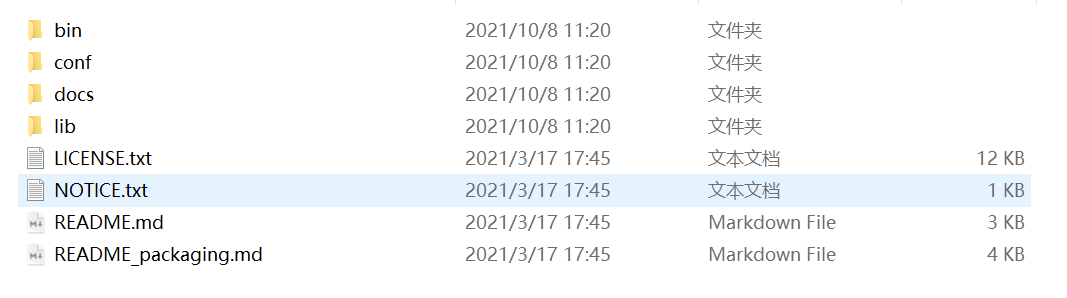 bin 2021/10/8 11:20 文件夹
conf 2021/10/8 11:20 文件夹
docs 2021/10/8 11:20 文件夹
lib 2021/10/8 11:20 文件夹
LICENSE.txt 2021/3/17 17:45 文本文档 12 KB
NOTICE.txt 2021/3/17 17:45 文本文档 1 KB
README.md 2021/3/17 17:45 Markdown File 3 KB
README_packaging.md 2021/3/17 17:45 Markdown File 4 KB